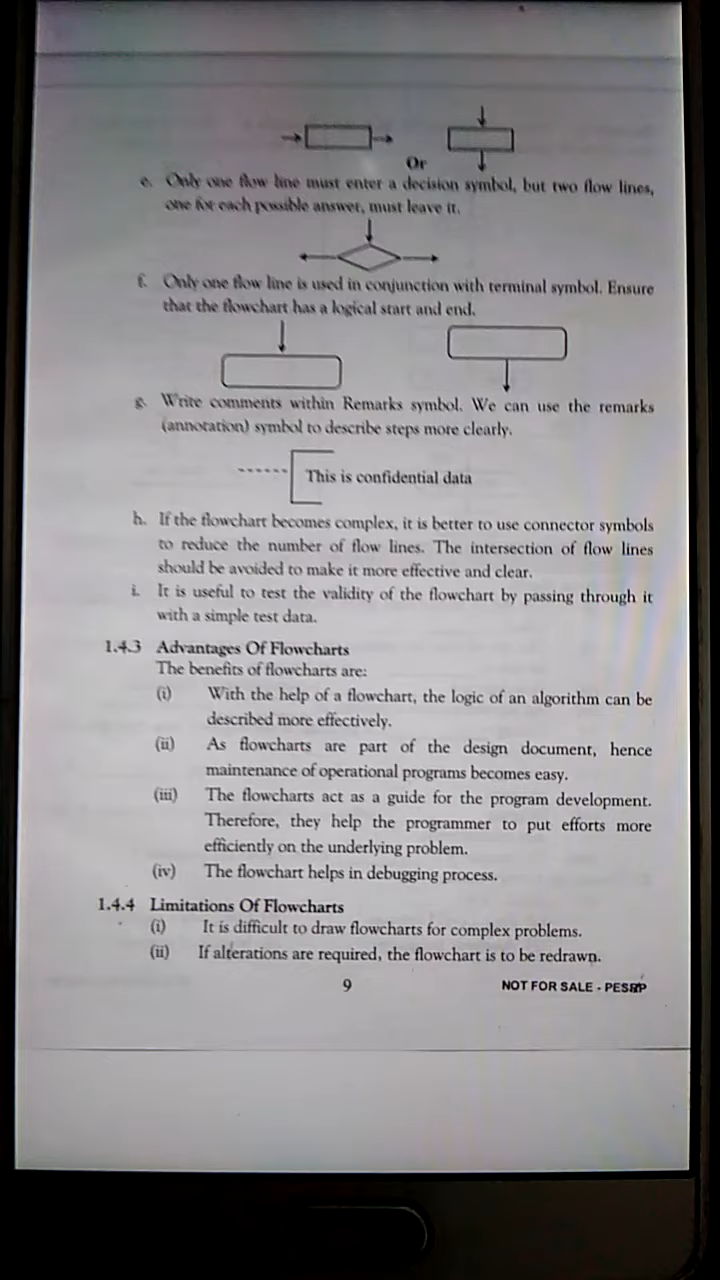 Or
e. Only one flow line must enter a decision symbol, but two flow lines,
one for each possible answer, must leave it.
f. Only one flow line is used in conjunction with terminal symbol. Ensure
that the flowchart has a logical start and end.
g. Write comments within Remarks symbol. We can use the remarks
(annotation) symbol to describe steps more clearly.
This is confidential data
h. If the flowchart becomes complex, it is better to use connector symbols
to reduce the number of flow lines. The intersection of flow lines
should be avoided to make it more effective and clear.
i. It is useful to test the validity of the flowchart by passing through it
with a simple test data.
1.4.3 Advantages Of Flowcharts
The benefits of flowcharts are:
(i) With the help of a flowchart, the logic of an algorithm can be
described more effectively.
(ii) As flowcharts are part of the design document, hence
maintenance of operational programs becomes easy.
(iii) The flowcharts act as a guide for the program development.
Therefore, they help the programmer to put efforts more
efficiently on the underlying problem.
(iv) The flowchart helps in debugging process.
1.4.4 Limitations Of Flowcharts
(i) It is difficult to draw flowcharts for complex problems.
(ii) If alterations are required, the flowchart is to be redrawn.
9 NOT FOR SALE - PESRP